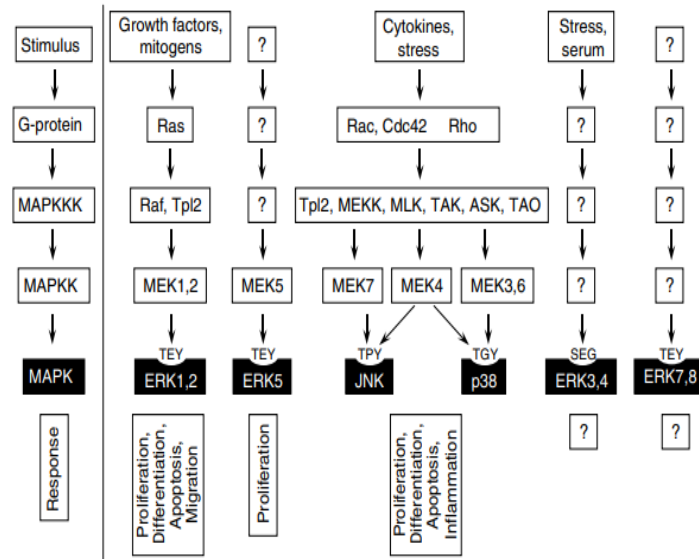 Stimulus
Growth factors,
mitogens
?
Cytokines,
stress
Stress,
serum
?
G-protein
Ras
?
Rac, Cdc42 Rho
?
?
MAPKKK
Raf, Tpl2
?
Tpl2, MEKK, MLK, TAK, ASK, TAO
?
?
MAPKK
MEK1,2
MEK5
MEK7
MEK4
MEK3,6
?
?
MAPK
TEY
ERK1,2
TEY
ERK5
TPY
JNK
TGY
p38
SEG
ERK3,4
TEY
ERK7,8
Response
Proliferation,
Differentiation,
Apoptosis,
Migration
Proliferation
Proliferation,
Differentiation,
Apoptosis,
Inflammation
?
?